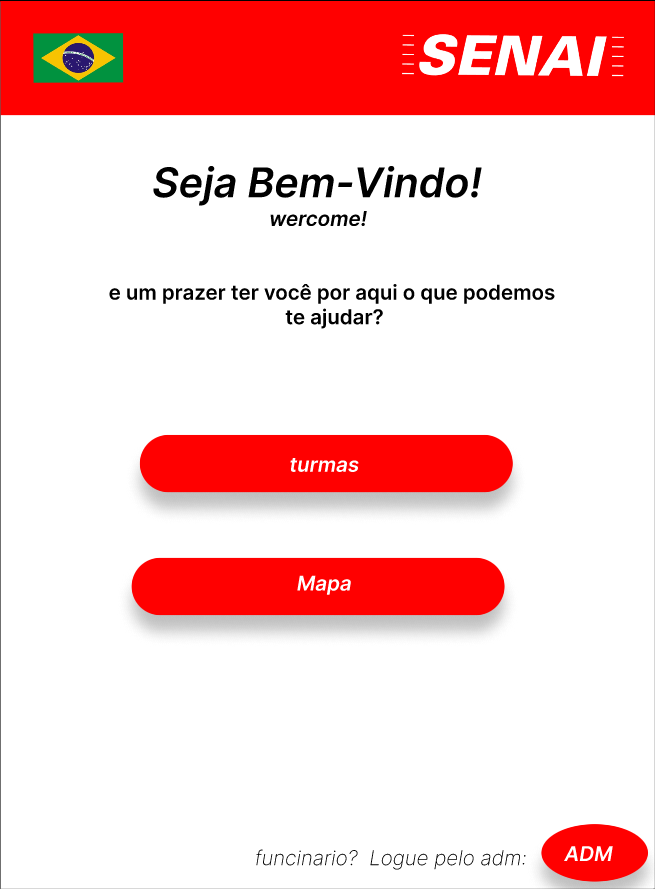 SENAI
Seja Bem-Vindo!
wercome!
e um prazer ter você por aqui o que podemos
te ajudar?
turmas
Mapa
funcinario? Logue pelo adm:
ADM